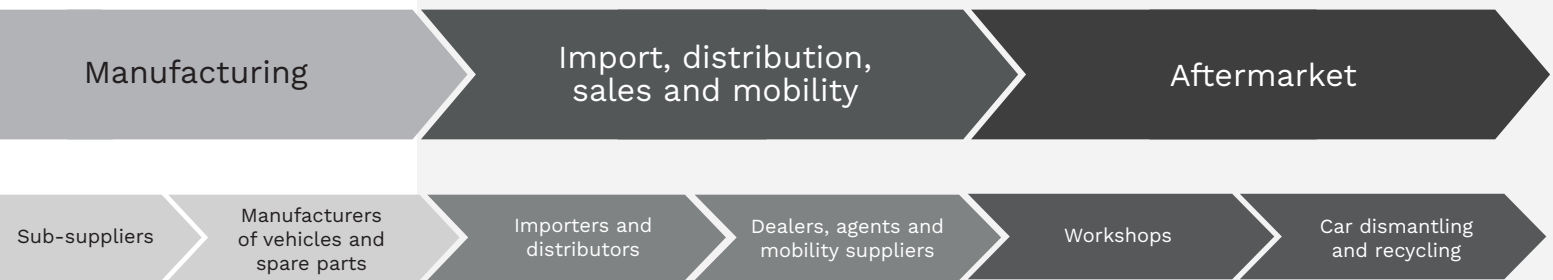 Manufacturing
Import, distribution,
sales and mobility
Aftermarket
Sub-suppliers
Manufacturers
of vehicles and
spare parts
Importers and
distributors
Dealers, agents and
mobility suppliers
Workshops
Car dismantling
and recycling